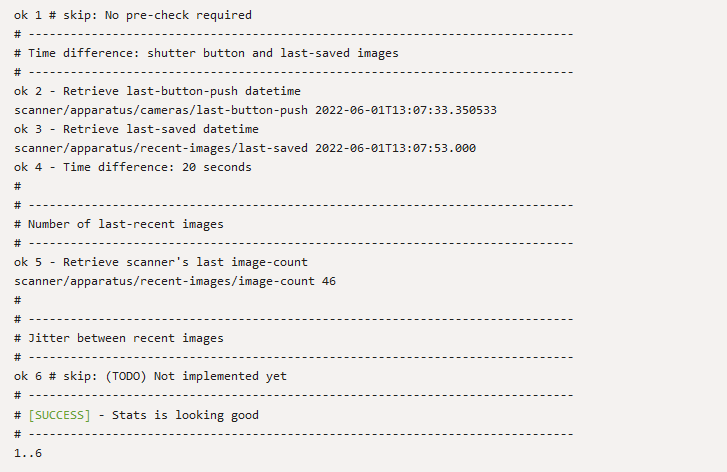 ok 1 # skip: No pre-check required
# ------------------------------------------------------------------------------
# Time difference: shutter button and last-saved images
# ------------------------------------------------------------------------------
ok 2 - Retrieve last-button-push datetime
scanner/apparatus/cameras/last-button-push 2022-06-01T13:07:33.350533
ok 3 - Retrieve last-saved datetime
scanner/apparatus/recent-images/last-saved 2022-06-01T13:07:53.000
ok 4 - Time difference: 20 seconds
#
# ------------------------------------------------------------------------------
# Number of last-recent images
# ------------------------------------------------------------------------------
ok 5 - Retrieve scanner's last image-count
scanner/apparatus/recent-images/image-count 46
#
# ------------------------------------------------------------------------------
# Jitter between recent images
# ------------------------------------------------------------------------------
ok 6 # skip: (TODO) Not implemented yet
# ------------------------------------------------------------------------------
# [SUCCESS] - Stats is looking good
# ------------------------------------------------------------------------------
1..6